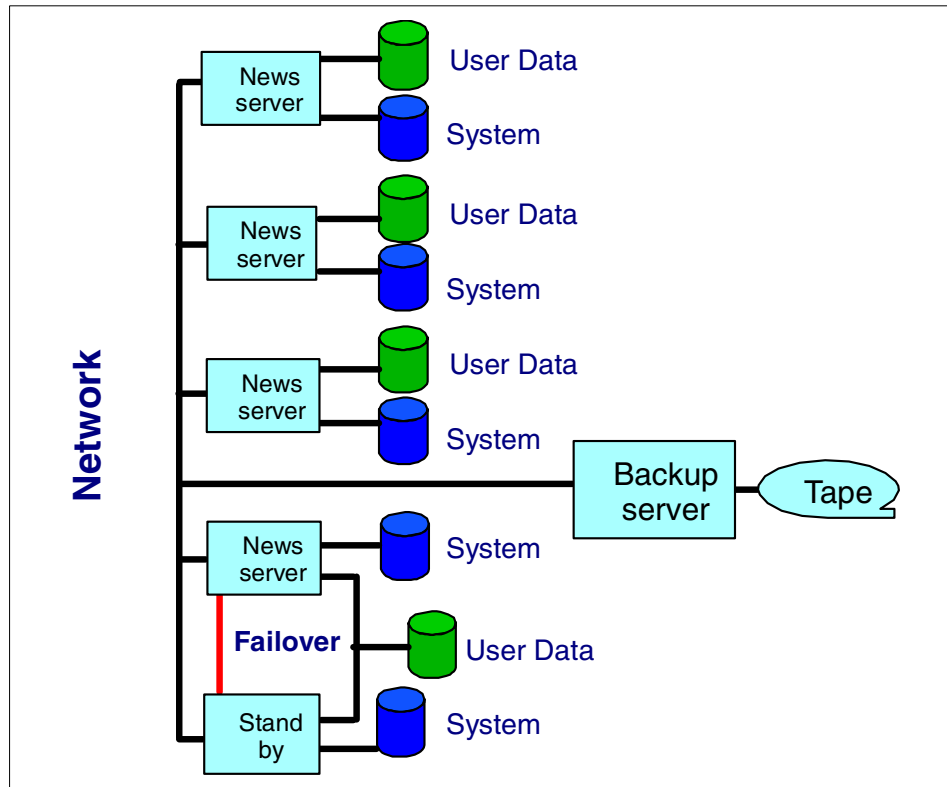 News
server
User Data
System
News
server
User Data
System
News
server
User Data
System
Network
Backup
server
Tape
News
server
System
Failover
User Data
Stand
by
System